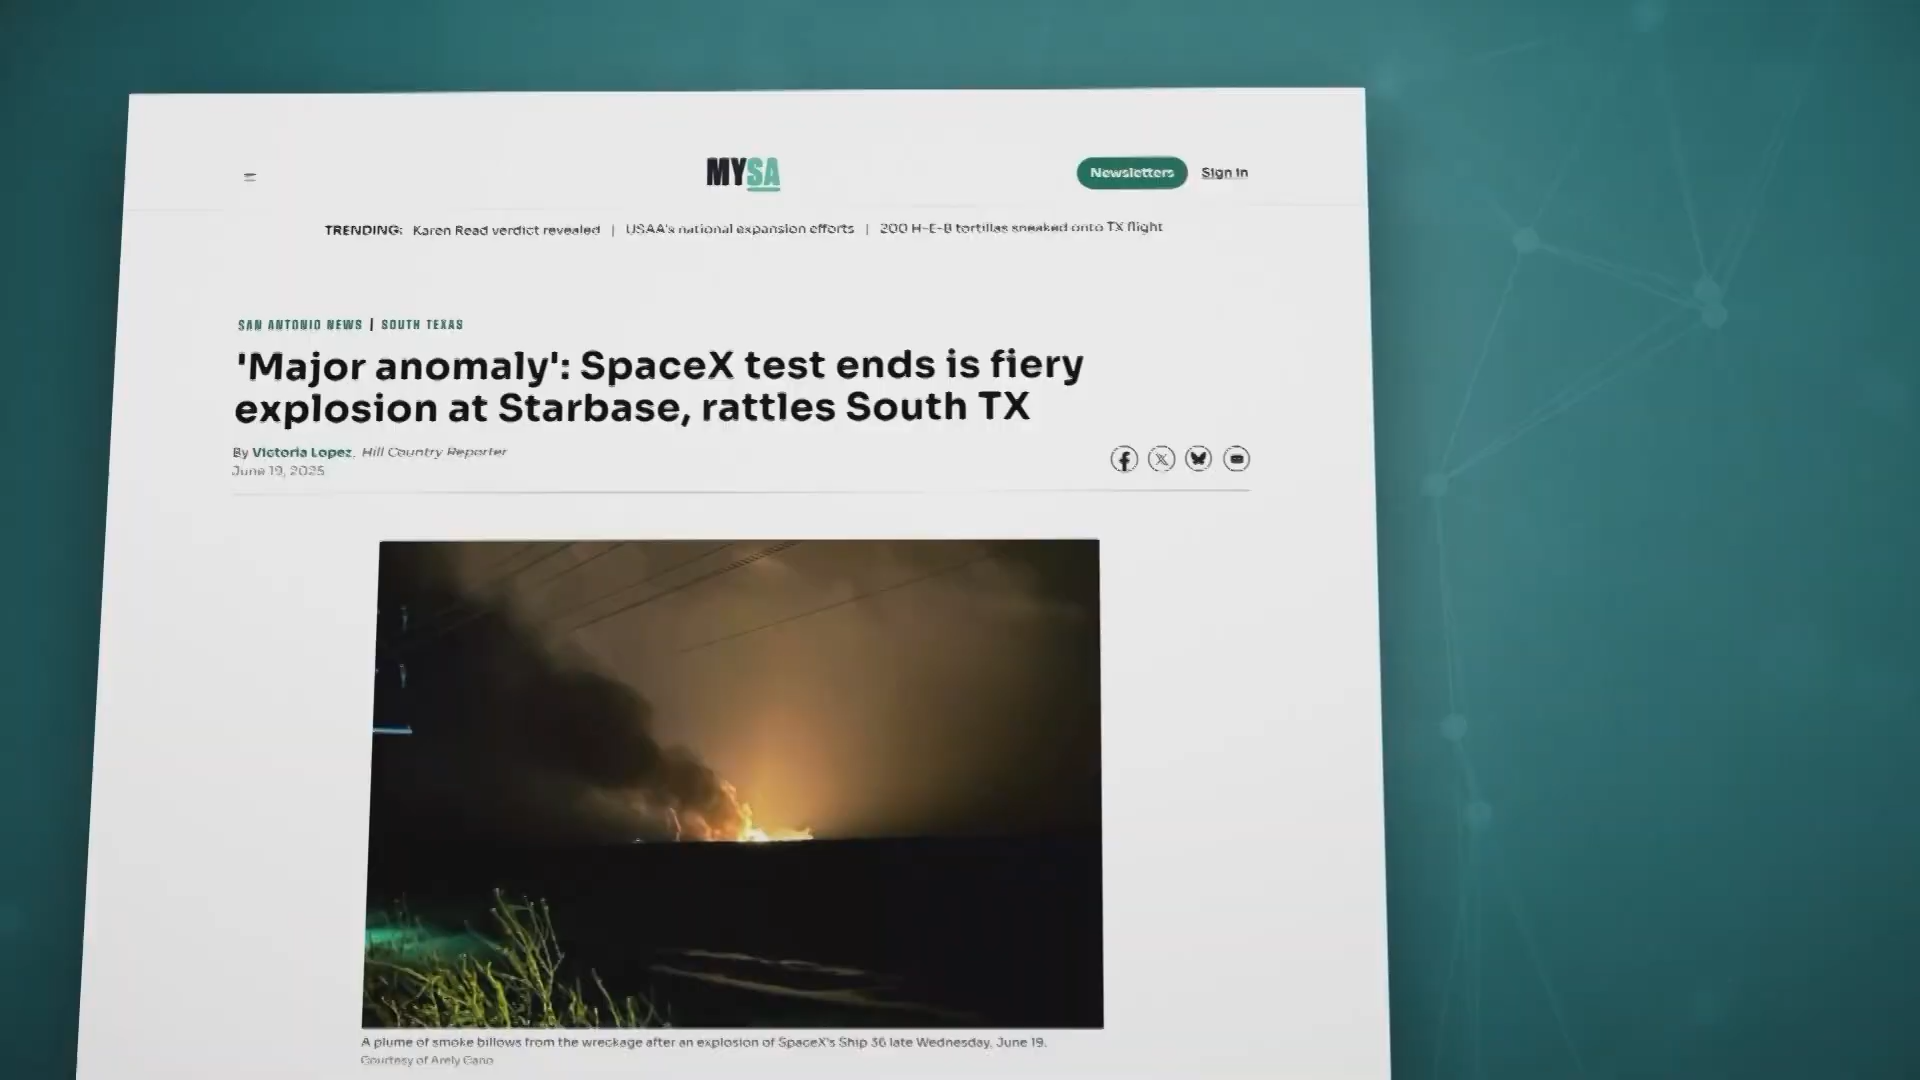 MYSA
Newsletters
Sign In
TRENDING: Karen Read verdict revealed | USAA's national expansion efforts | 200 H-E-B tortillas sneaked onto TX flight
SAN ANTONIO NEWS | SOUTH TEXAS
'Major anomaly': SpaceX test ends is fiery
explosion at Starbase, rattles South TX
By Victoria Lopez, Hill Country Reporter
June 19, 2025
A plume of smoke billows from the wreckage after an explosion of SpaceX's Ship 36 late Wednesday, June 19.
Courtesy of Arely Cano